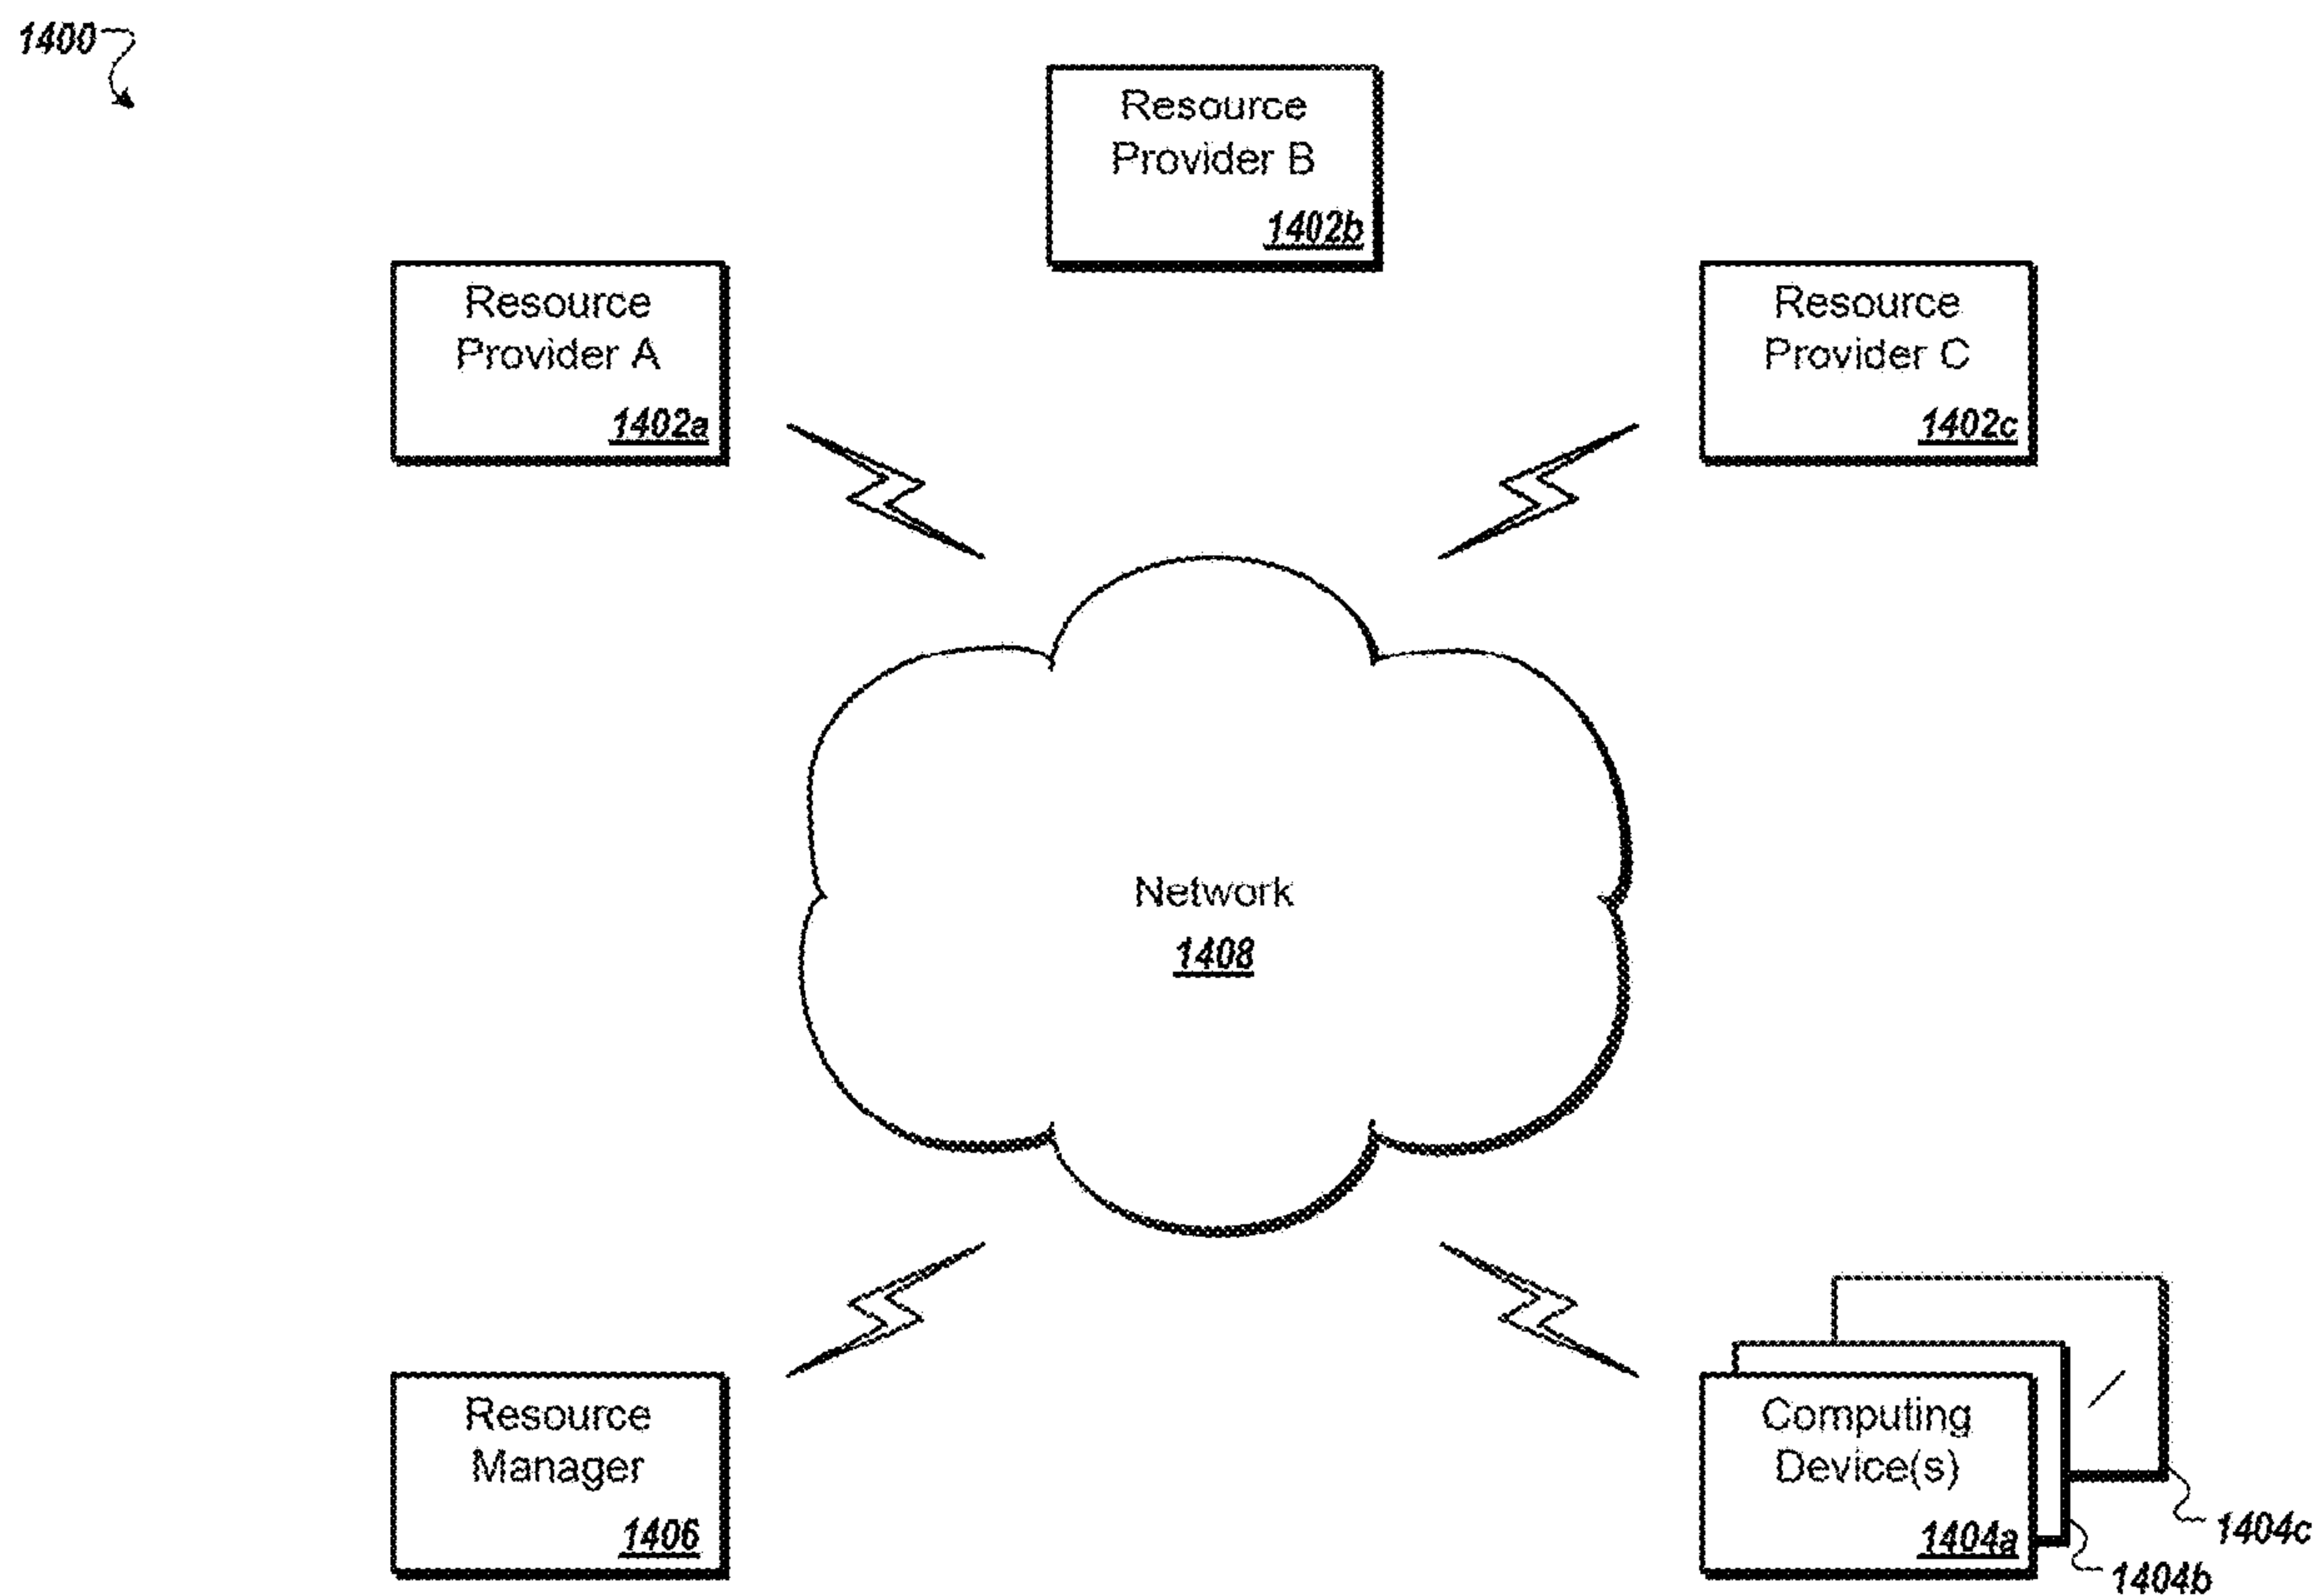 1400
Resource
Provider B
1402b
Resource
Provider A
1402a
Resource
Provider C
1402c
Network
1408
Resource
Manager
1406
Computing
Device(s)
1404a
1404c
1404b